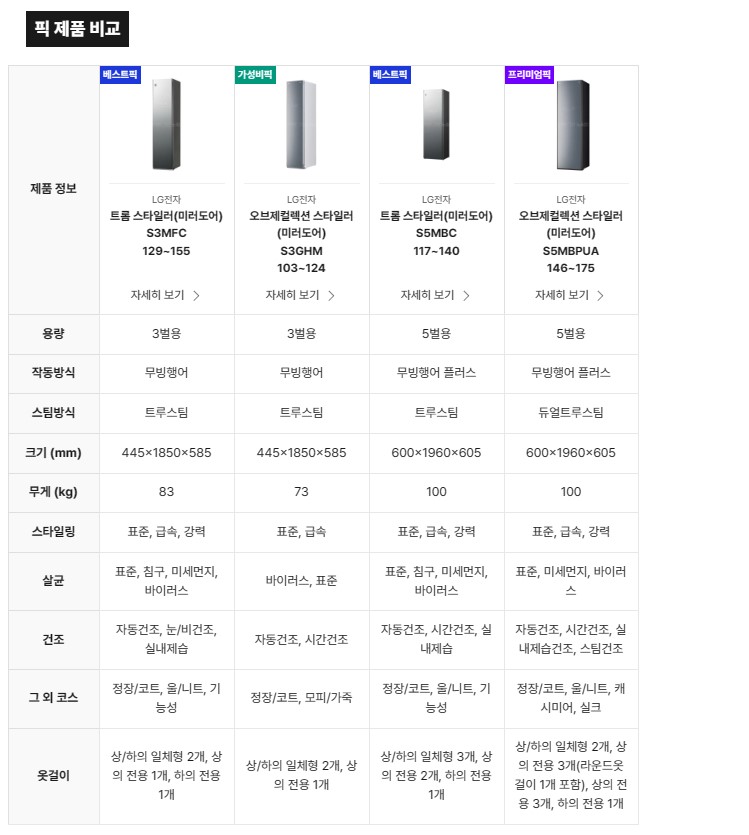 픽 제품 비교
베스트픽
가성비픽
베스트픽
프리미엄픽
제품 정보
LG전자
트롬 스타일러(미러도어)
S3MFC
129~155
자세히 보기
LG전자
오브제컬렉션 스타일러
(미러도어)
S3GHM
103~124
자세히 보기
LG전자
트롬 스타일러(미러도어)
S5MBC
117~140
자세히 보기
LG전자
오브제컬렉션 스타일러
(미러도어)
S5MBPUA
146~175
자세히 보기
용량
3벌용
3벌용
5벌용
5벌용
작동방식
무빙행어
무빙행어
무빙행어 플러스
무빙행어 플러스
스팀방식
트루스팀
트루스팀
트루스팀
듀얼트루스팀
크기 (mm)
445×1850×585
445×1850×585
600×1960×605
600×1960×605
무게 (kg)
83
73
100
100
스타일링
표준, 급속, 강력
표준, 급속
표준, 급속, 강력
표준, 급속, 강력
살균
표준, 침구, 미세먼지,
바이러스
바이러스, 표준
표준, 침구, 미세먼지,
바이러스
표준, 미세먼지, 바이러
스
건조
자동건조, 눈/비건조,
실내제습
자동건조, 시간건조
자동건조, 시간건조, 실
내제습
자동건조, 시간건조, 실
내제습건조, 스팀건조
그 외 코스
정장/코트, 울/니트, 기
능성
정장/코트, 모피/가죽
정장/코트, 울/니트, 기
능성
정장/코트, 울/니트, 캐
시미어, 실크
옷걸이
상/하의 일체형 2개, 상
의 전용 1개, 하의 전용
1개
상/하의 일체형 2개, 상
의 전용 1개
상/하의 일체형 3개, 상
의 전용 2개, 하의 전용
1개
상/하의 일체형 2개, 상
의 전용 3개(라운드옷
걸이 1개 포함), 상의 전
용 3개, 하의 전용 1개